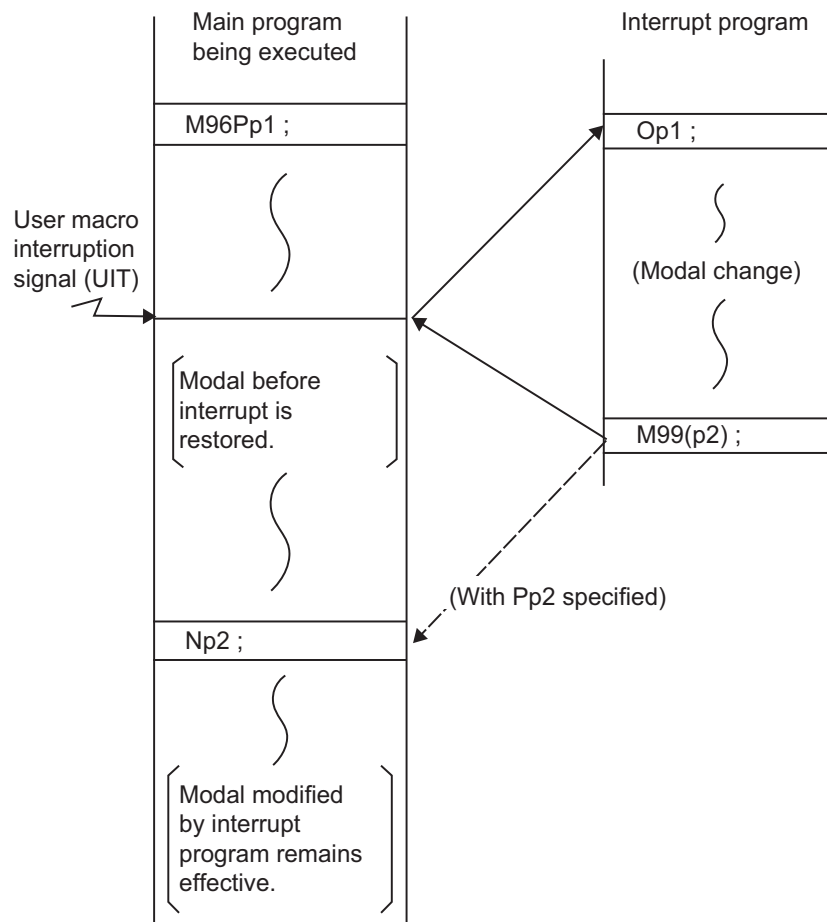 Main program
being executed
Interrupt program
M96Pp1 ;
Op1 ;
User macro
interruption
signal (UIT)
(Modal change)
Modal before
interrupt is
restored.
M99(p2) ;
(With Pp2 specified)
Np2 ;
Modal modified
by interrupt
program remains
effective.